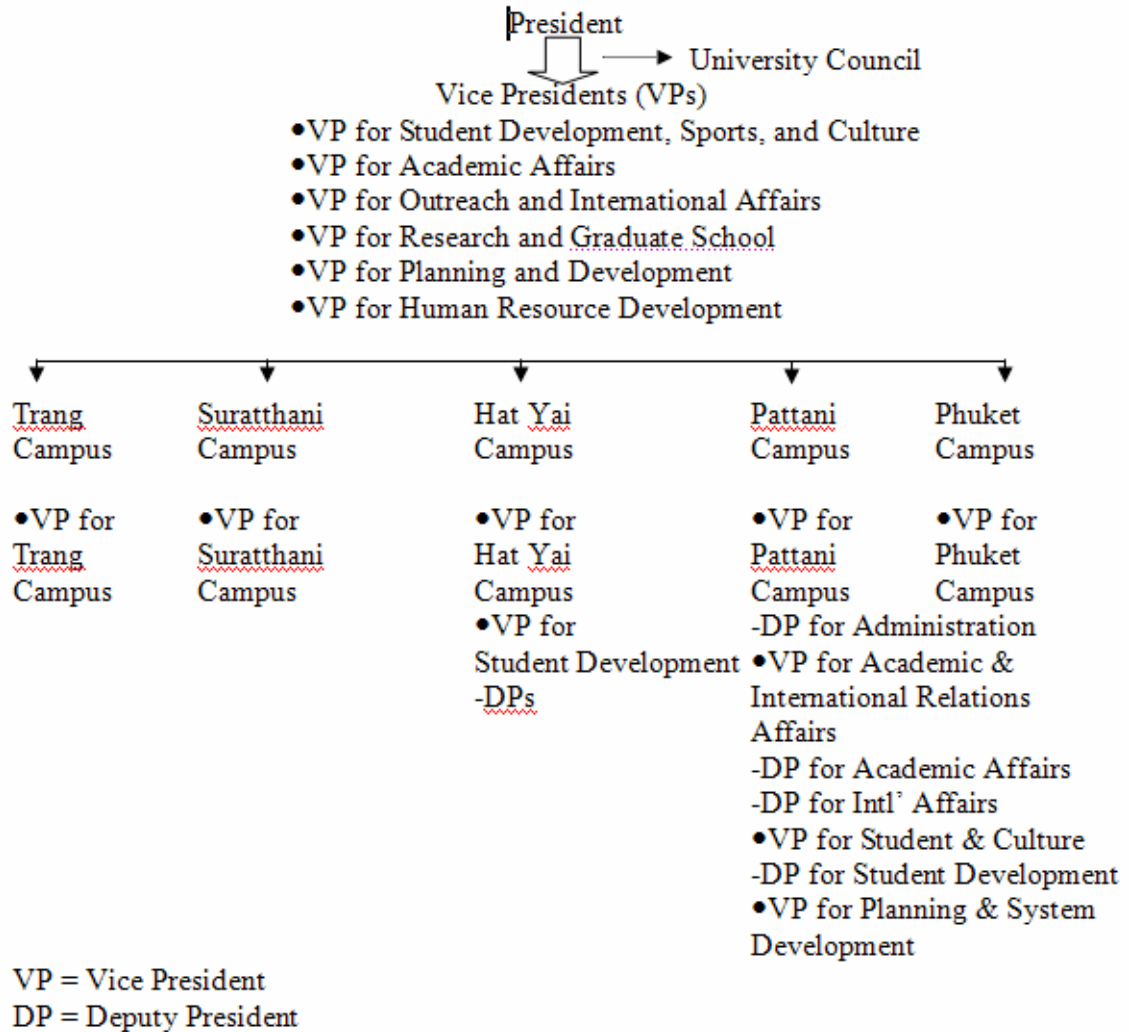 President
University Council
Vice Presidents (VPs)
●VP for Student Development, Sports, and Culture
●VP for Academic Affairs
●VP for Outreach and International Affairs
●VP for Research and Graduate School
●VP for Planning and Development
●VP for Human Resource Development
Trang
Campus
●VP for
Trang
Campus
Suratthani
Campus
●VP for
Suratthani
Campus
Hat Yai
Campus
●VP for
Hat Yai
Campus
●VP for
Student Development
-DPs
Pattani
Campus
●VP for
Pattani
Campus
-DP for Administration
●VP for Academic &
International Relations
Affairs
-DP for Academic Affairs
-DP for Intl’ Affairs
●VP for Student & Culture
-DP for Student Development
●VP for Planning & System
Development
Phuket
Campus
●VP for
Phuket
Campus
VP = Vice President
DP = Deputy President